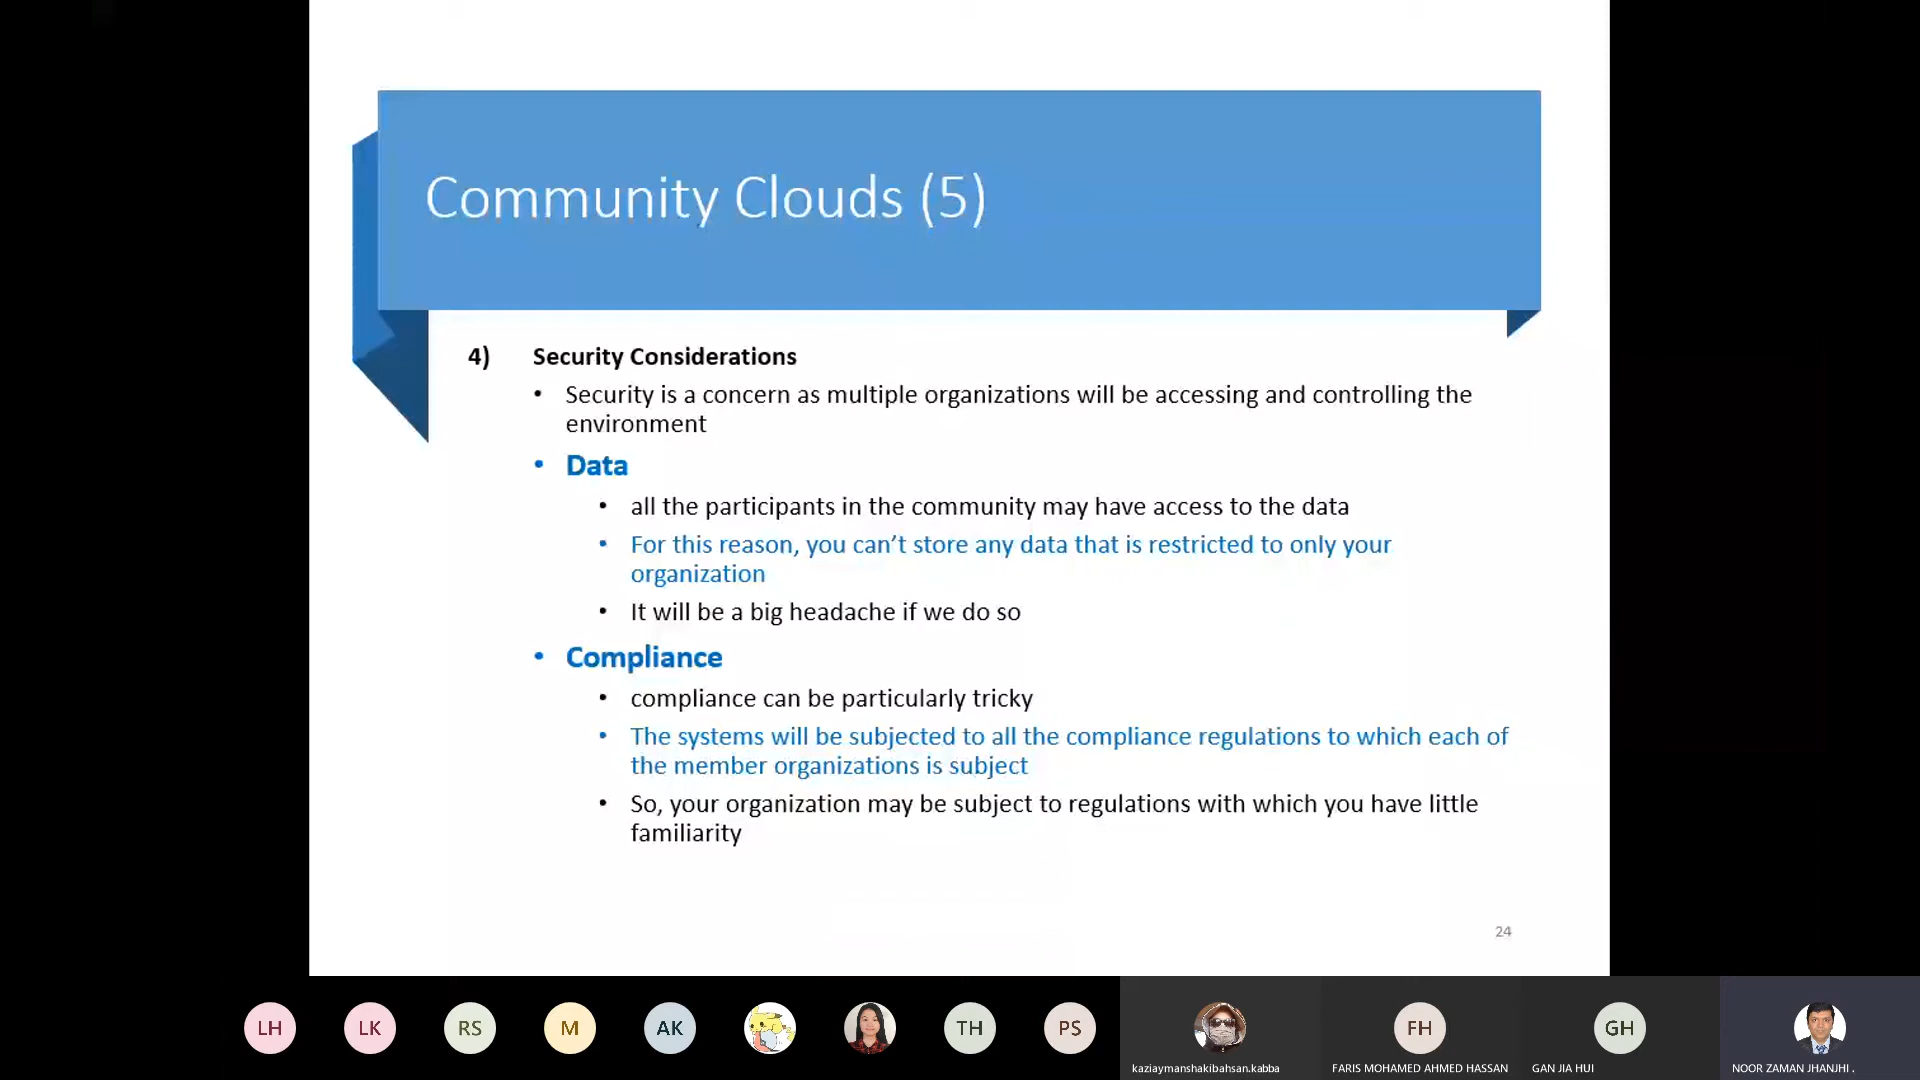 Community Clouds (5)
4) Security Considerations
• Security is a concern as multiple organizations will be accessing and controlling the
environment
• Data
• all the participants in the community may have access to the data
• For this reason, you can’t store any data that is restricted to only your
organization
• It will be a big headache if we do so
• Compliance
• compliance can be particularly tricky
• The systems will be subjected to all the compliance regulations to which each of
the member organizations is subject
• So, your organization may be subject to regulations with which you have little
familiarity
24
LH LK RS M AK TH PS FH GH
kaziaymanshakibahsan.kabba FARIS MOHAMED AHMED HASSAN GAN JIA HUI NOOR ZAMAN JHANJHI .